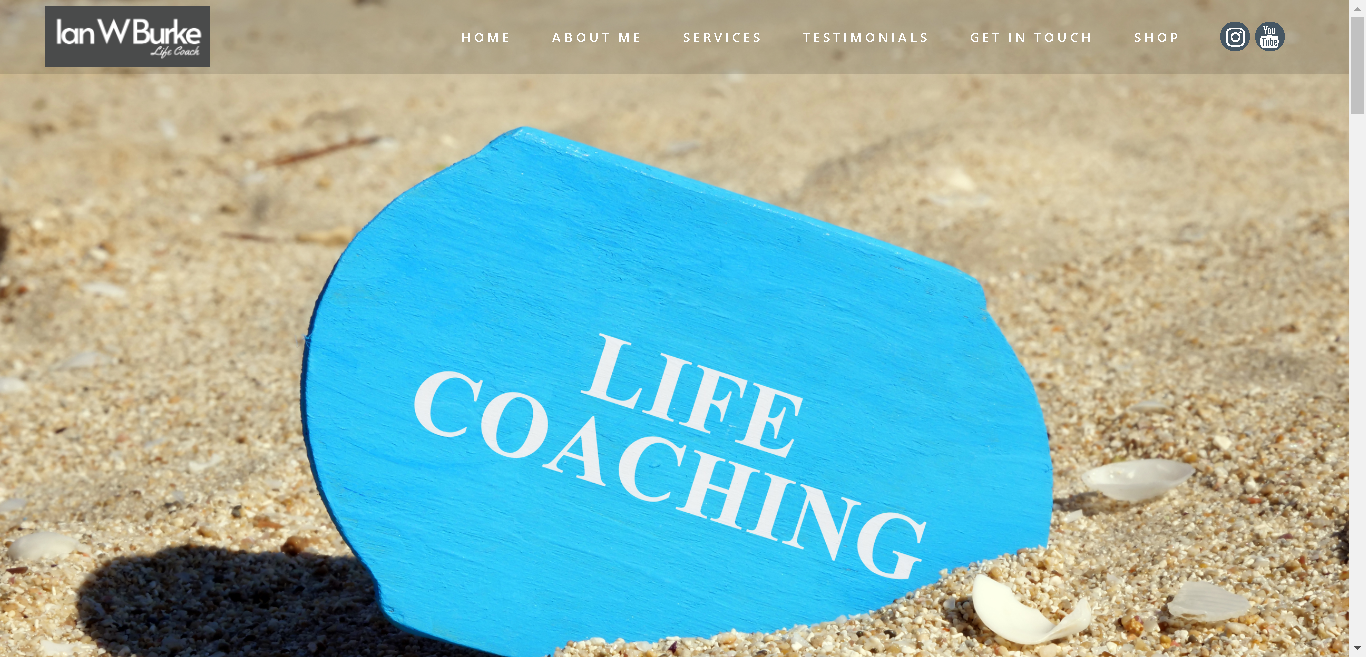 Ian W Burke
Life Coach
HOME ABOUT ME SERVICES TESTIMONIALS GET IN TOUCH SHOP
You
Tube
LIFE
COACHING